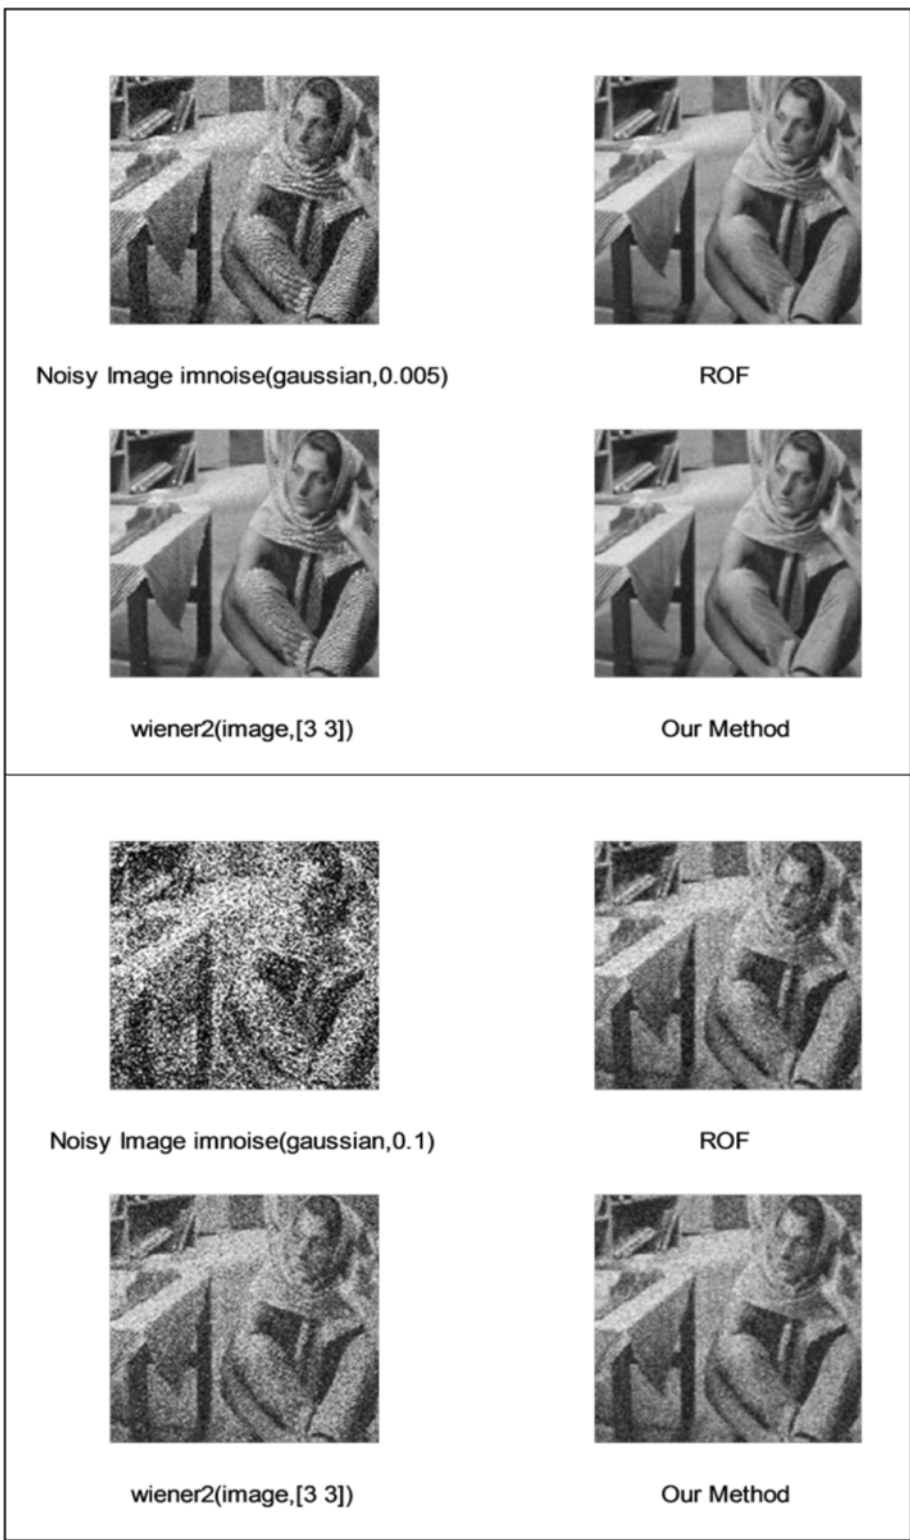 Noisy Image imnoise(gaussian,0.005)
ROF
wiener2(image,[3 3])
Our Method
Noisy Image imnoise(gaussian,0.1)
ROF
wiener2(image,[3 3])
Our Method